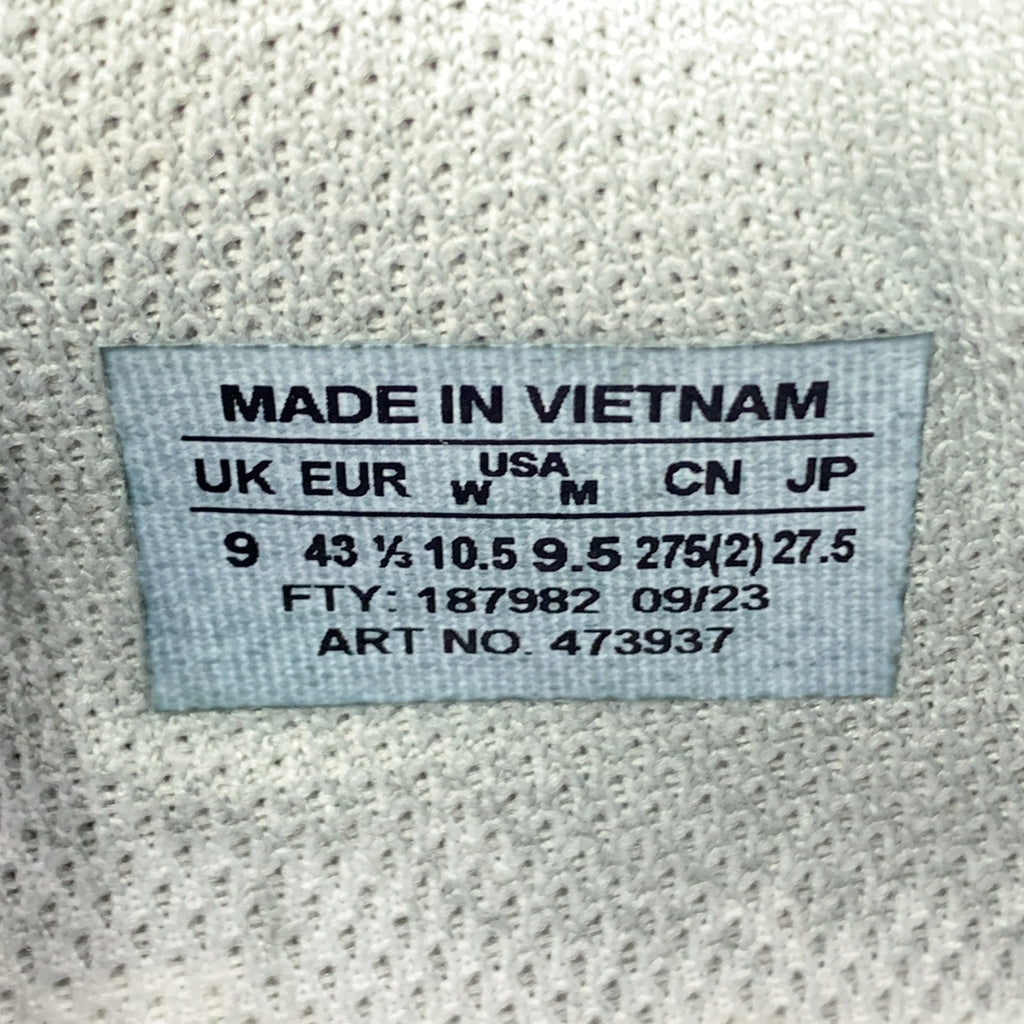 MADE IN VIETNAM
UK EUR W USA M CN JP
9 43 ⅓ 10.5 9.5 275(2) 27.5
FTY: 187982 09/23
ART NO. 473937